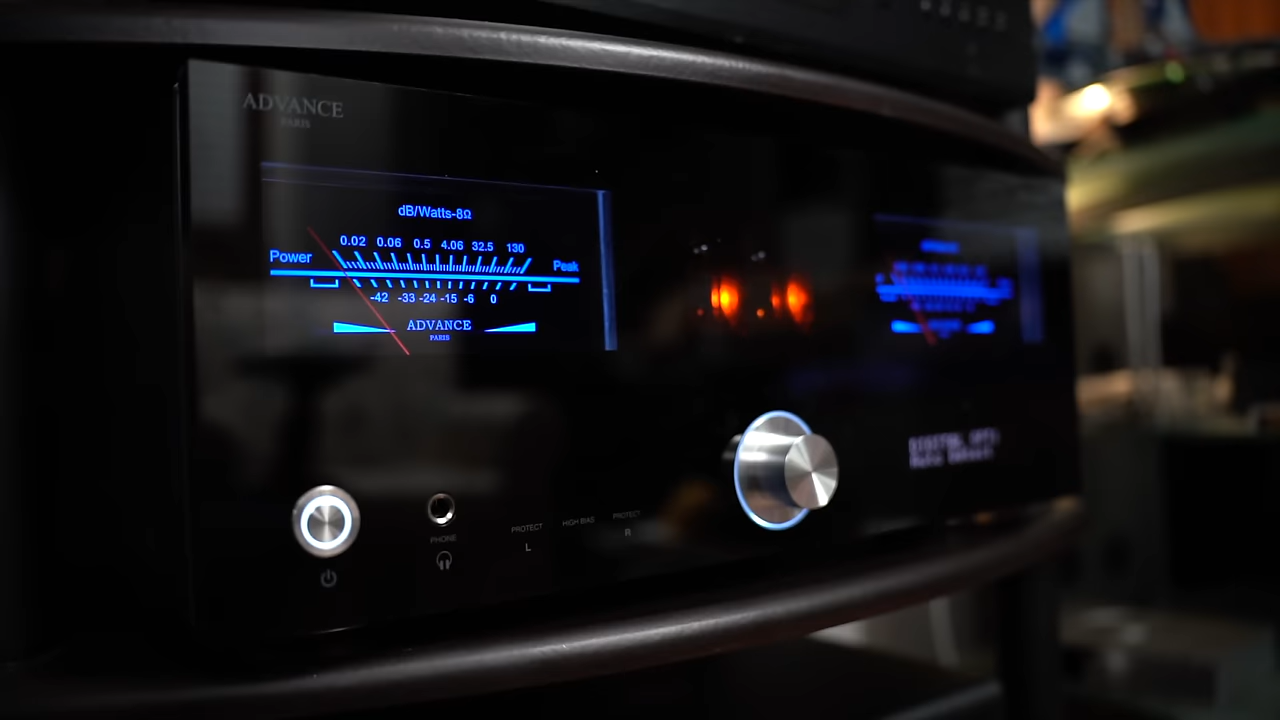 ADVANCE
PARIS
dB/Watts-8Ω
0.02 0.06 0.5 4.06 32.5 130
Power Peak
-42 -33 -24 -15 -6 0
ADVANCE
PARIS
PHONE
PROTECT HIGH BIAS PROTECT
L R